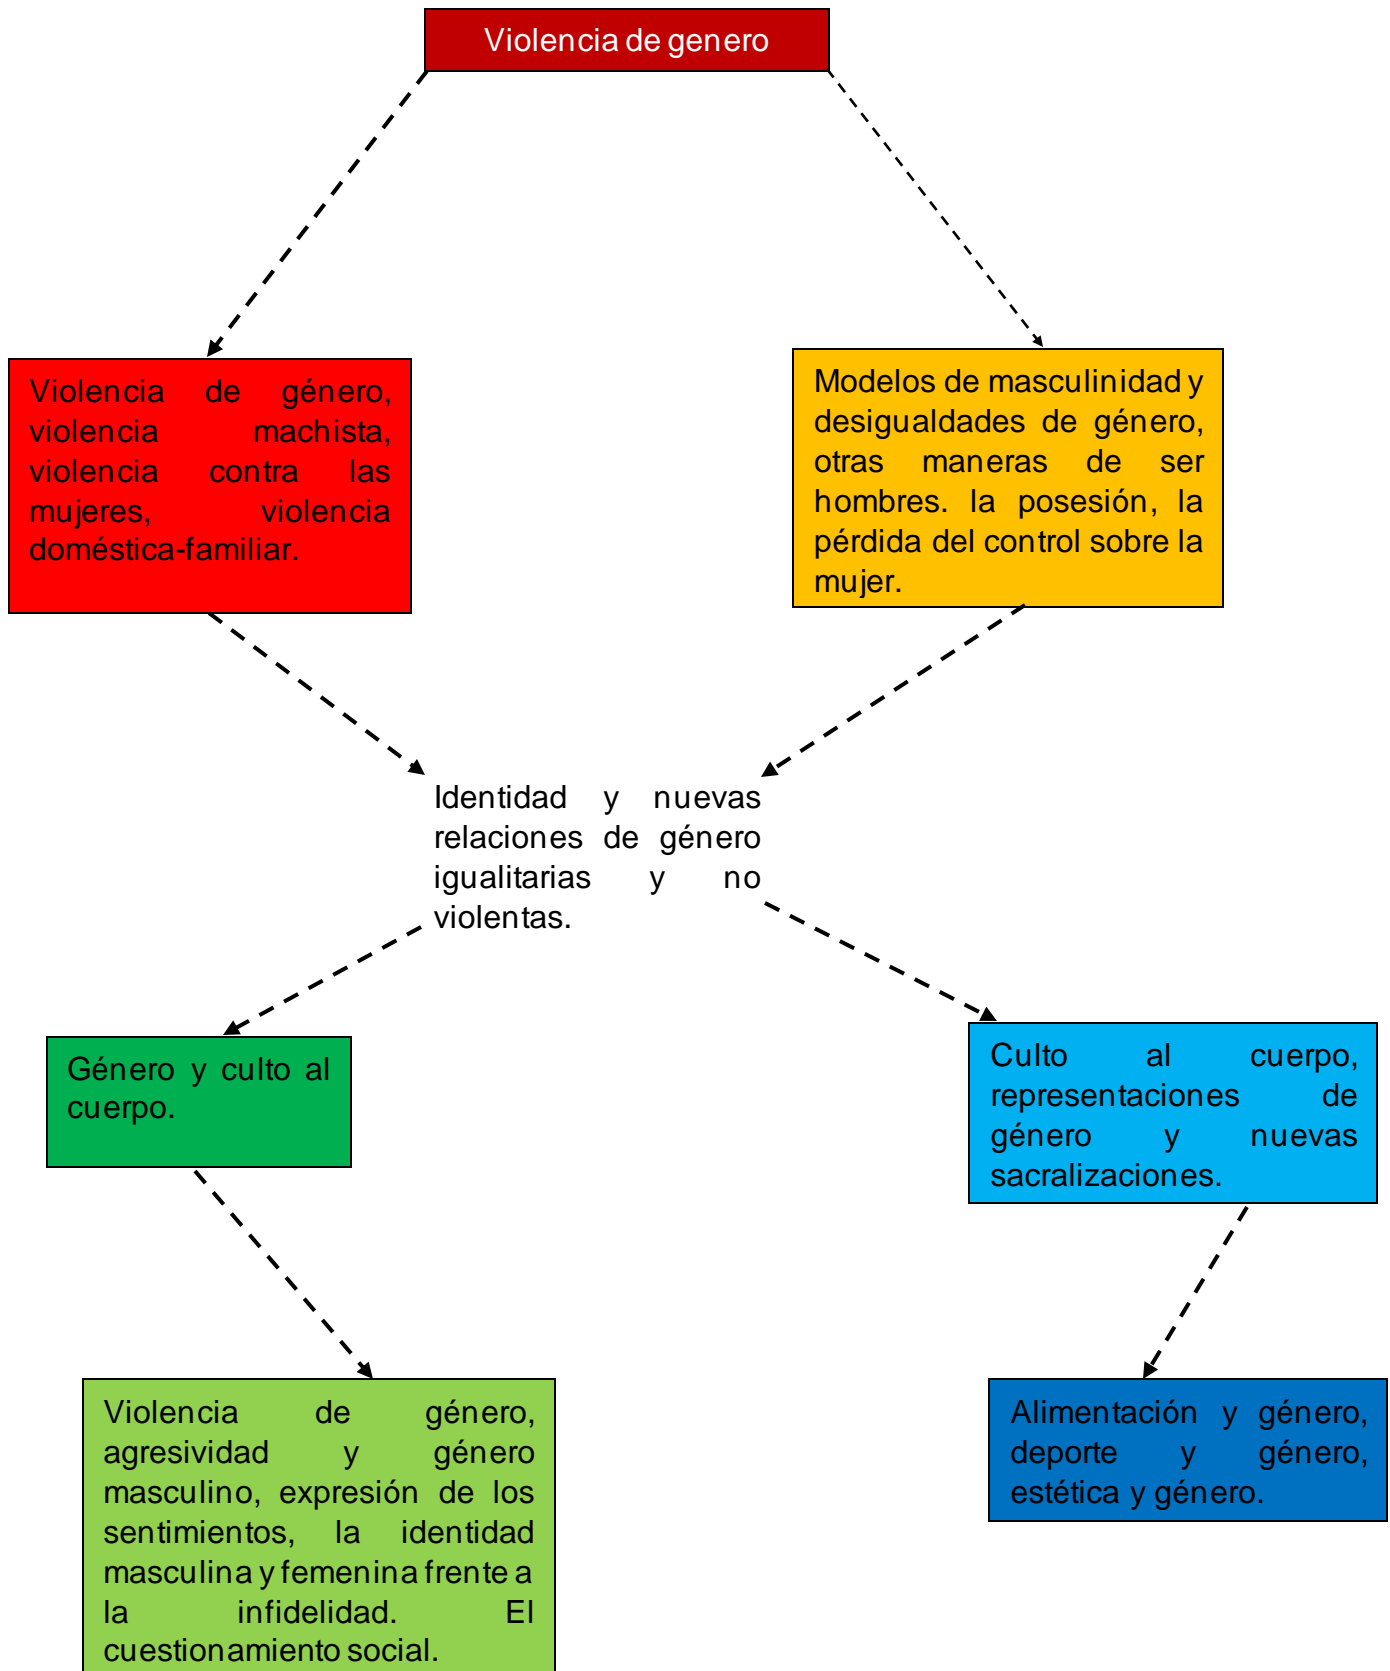 Violencia de genero
Violencia de género,
violencia machista,
violencia contra las
mujeres, violencia
doméstica-familiar.
Modelos de masculinidad y
desigualdades de género,
otras maneras de ser
hombres. la posesión, la
pérdida del control sobre la
mujer.
Identidad y nuevas
relaciones de género
igualitarias y no
violentas.
Género y culto al
cuerpo.
Culto al cuerpo,
representaciones de
género y nuevas
sacralizaciones.
Violencia de género,
agresividad y género
masculino, expresión de los
sentimientos, la identidad
masculina y femenina frente a
la infidelidad. El
cuestionamiento social.
Alimentación y género,
deporte y género,
estética y género.